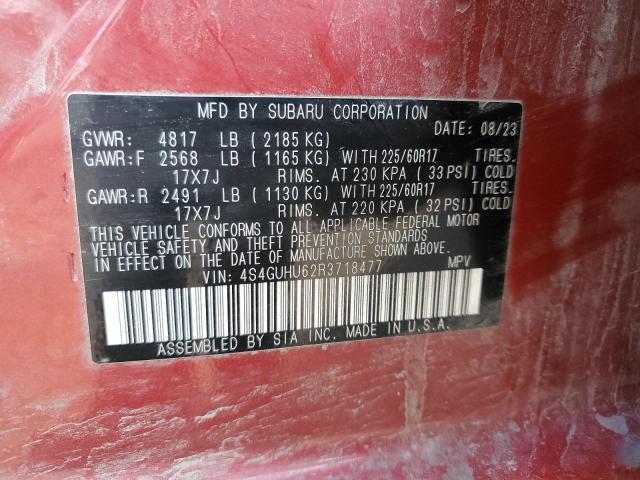 MFD BY SUBARU CORPORATION
DATE: 08/23
GVWR: 4817 LB ( 2185 KG)
GAWR:F 2568 LB ( 1165 KG) WITH 225/60R17 TIRES.
17X7J RIMS. AT 230 KPA ( 33 PSI) COLD
GAWR:R 2491 LB ( 1130 KG) WITH 225/60R17 TIRES.
17X7J RIMS. AT 220 KPA ( 32 PSI) COLD
THIS VEHICLE CONFORMS TO ALL APPLICABLE FEDERAL MOTOR
VEHICLE SAFETY AND THEFT PREVENTION STANDARDS
IN EFFECT ON THE DATE OF MANUFACTURE SHOWN ABOVE.
VIN: 4S4GUHU62R3718477 MPV
ASSEMBLED BY SIA INC. MADE IN U.S.A.